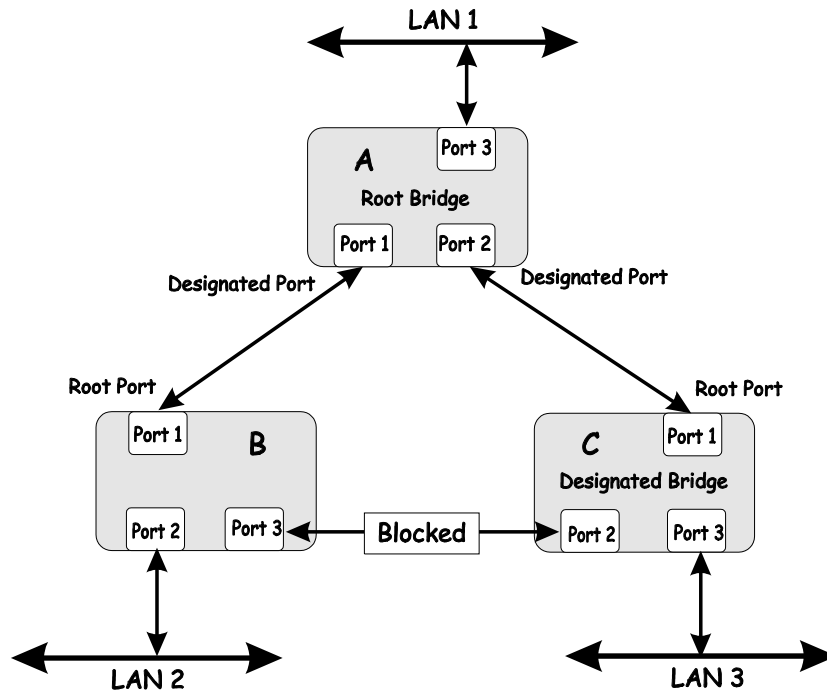 LAN 1
Port 3
A
Root Bridge
Port 1
Port 2
Designated Port
Designated Port
Root Port
Root Port
Port 1
B
C
Port 1
Designated Bridge
Port 2
Port 3
Blocked
Port 2
Port 3
LAN 2
LAN 3